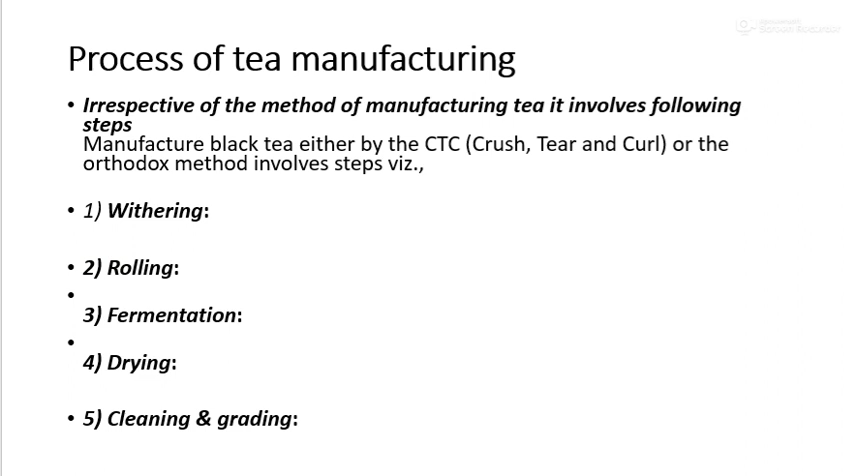 Process of tea manufacturing
• Irrespective of the method of manufacturing tea it involves following
steps
Manufacture black tea either by the CTC (Crush, Tear and Curl) or the
orthodox method involves steps viz.,
• 1) Withering:
• 2) Rolling:
•
3) Fermentation:
•
4) Drying:
• 5) Cleaning & grading:
Screen Recorder